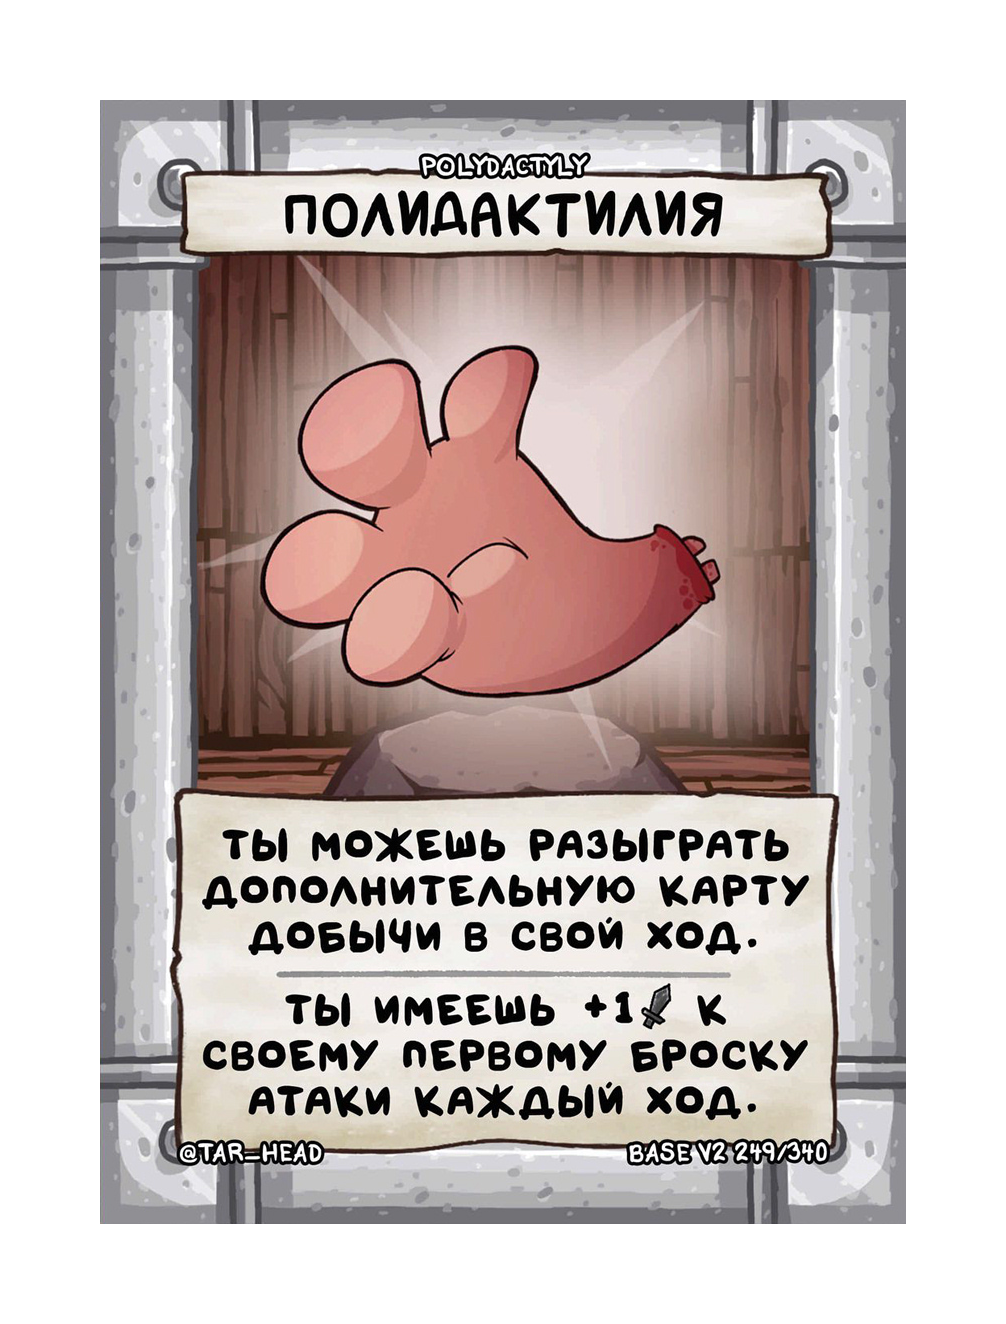 POLYDACTYLY
ПОЛИДАКТИЛИЯ
ТЫ МОЖЕШЬ РАЗЫГРАТЬ
ДОПОЛНИТЕЛЬНУЮ КАРТУ
ДОБЫЧИ В СВОЙ ХОД.
ТЫ ИМЕЕШЬ +1 К
СВОЕМУ ПЕРВОМУ БРОСКУ
АТАКИ КАЖДЫЙ ХОД.
@TAR_HEAD
BASE V2 249/340